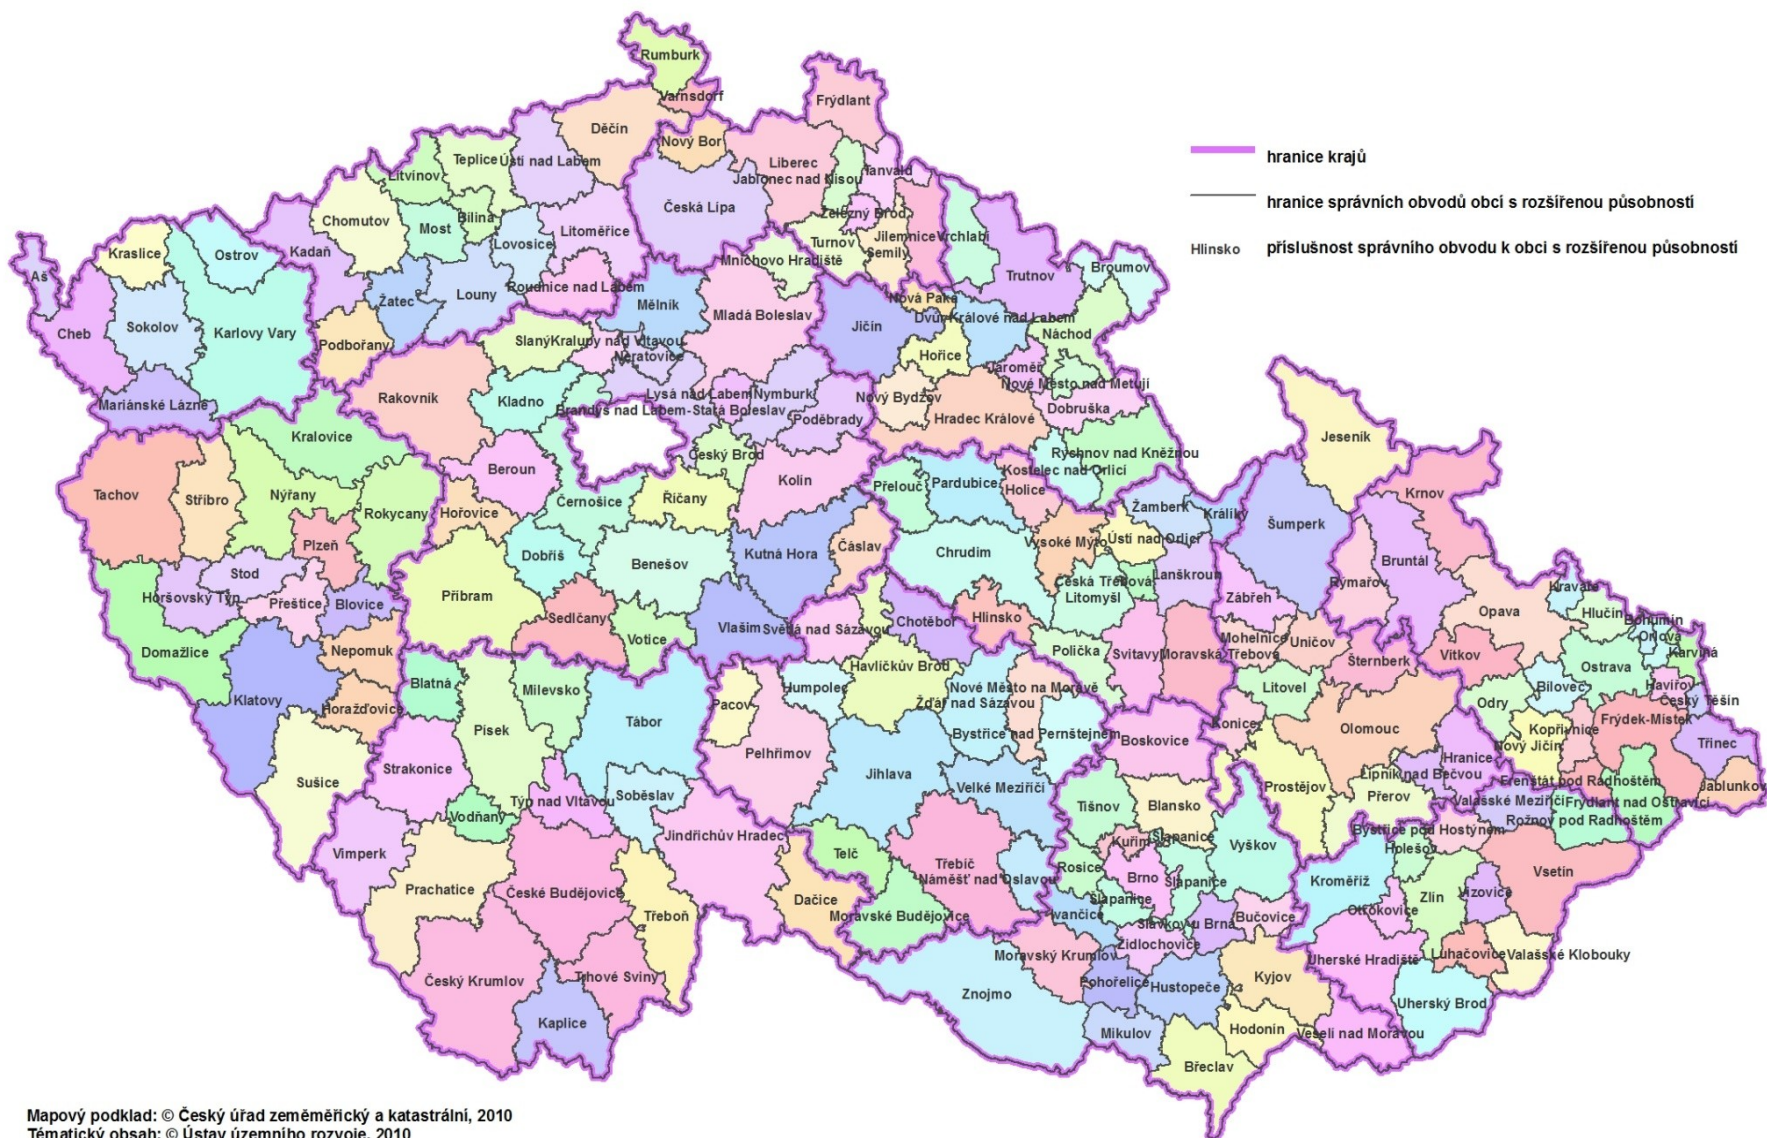 Rumburk
Varnsdorf
Frýdlant
Děčín
Nový Bor
Teplice
Ústí nad Labem
Liberec
Jablonec nad Nisou
Tanvald
Litvínov
Chomutov
Bílina
Most
Česká Lípa
Železný Brod
Lovosice
Litoměřice
Turnov
Jilemnice
Vrchlabí
Semily
Kraslice
Ostrov
Kadaň
Mnichovo Hradiště
Trutnov
Broumov
Aš
Žatec
Louny
Roudnice nad Labem
Mělník
Nová Paka
Cheb
Sokolov
Karlovy Vary
Mladá Boleslav
Jičín
Dvůr Králové nad Labem
Náchod
Podbořany
Slaný
Kralupy nad Vltavou
Neratovice
Hořice
Jaroměř
Nové Město nad Metují
Mariánské Lázně
Rakovník
Kladno
Lysá nad Labem
Nymburk
Brandýs nad Labem-Stará Boleslav
Poděbrady
Nový Bydžov
Hradec Králové
Dobruška
Kralovice
Český Brod
Rychnov nad Kněžnou
Kostelec nad Orlicí
Jeseník
Tachov
Stříbro
Nýřany
Rokycany
Beroun
Hořovice
Černošice
Říčany
Kolín
Přelouč
Pardubice
Holice
Krnov
Plzeň
Žamberk
Králíky
Šumperk
Stod
Dobříš
Benešov
Kutná Hora
Čáslav
Chrudim
Vysoké Mýto
Ústí nad Orlicí
Bruntál
Rýmařov
Horšovský Týn
Přeštice
Blovice
Příbram
Sedlčany
Votice
Vlašim
Světlá nad Sázavou
Chotěboř
Hlinsko
Česká Třebová
Litomyšl
Lanškroun
Zábřeh
Opava
Kravaře
Hlučín
Bohumín
Orlová
Karviná
Domažlice
Nepomuk
Polička
Svitavy
Moravská Třebová
Mohelnice
Uničov
Šternberk
Vítkov
Ostrava
Bílovec
Havířov
Český Těšín
Klatovy
Horažďovice
Blatná
Milevsko
Havlíčkův Brod
Humpolec
Nové Město na Moravě
Žďár nad Sázavou
Litovel
Odry
Kopřivnice
Frýdek-Místek
Písek
Tábor
Pacov
Pelhřimov
Bystřice nad Pernštejnem
Boskovice
Konice
Olomouc
Nový Jičín
Třinec
Sušice
Strakonice
Jihlava
Velké Meziříčí
Hranice
Lipník nad Bečvou
Frenštát pod Radhoštěm
Jablunkov
Týn nad Vltavou
Soběslav
Tišnov
Blansko
Prostějov
Přerov
Valašské Meziříčí
Frýdlant nad Ostravicí
Rožnov pod Radhoštěm
Vodňany
Vimperk
Jindřichův Hradec
Telč
Třebíč
Náměšť nad Oslavou
Rosice
Kuřim
Šlapanice
Vyškov
Bystřice pod Hostýnem
Holešov
Vsetín
Prachatice
České Budějovice
Třeboň
Dačice
Moravské Budějovice
Ivančice
Brno
Šlapanice
Šlapanice
Slavkov u Brna
Bučovice
Kroměříž
Otrokovice
Zlín
Vizovice
Český Krumlov
Trhové Sviny
Kaplice
Znojmo
Moravský Krumlov
Židlochovice
Pohořelice
Hustopeče
Kyjov
Uherské Hradiště
Luhačovice
Valašské Klobouky
Uherský Brod
Mikulov
Hodonín
Veselí nad Moravou
Břeclav
hranice krajů
hranice správních obvodů obcí s rozšířenou působností
Hlinsko příslušnost správního obvodu k obci s rozšířenou působností
Mapový podklad: © Český úřad zeměměřický a katastrální, 2010
Tématický obsah: © Ústav územního rozvoje, 2010